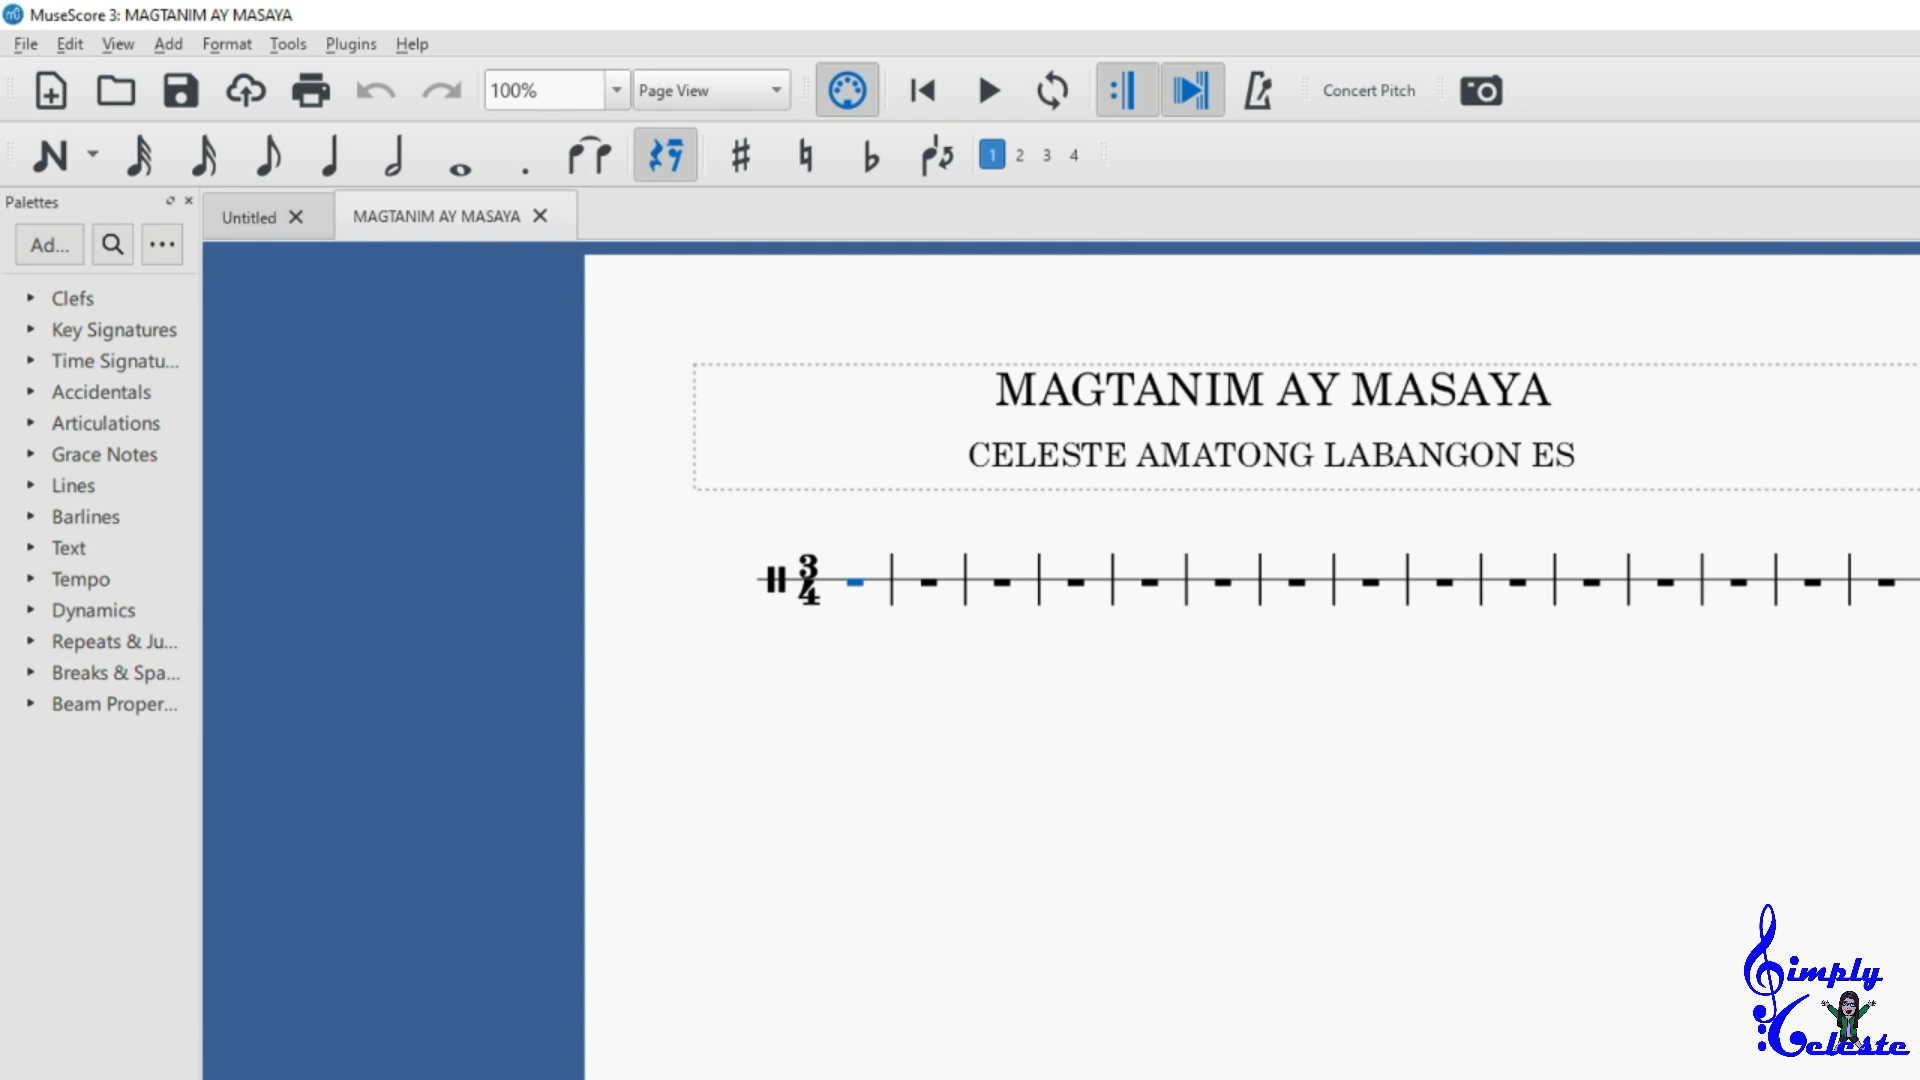 MuseScore 3: MAGTANIM AY MASAYA
File Edit View Add Format Tools Plugins Help
100% Page View Concert Pitch
1 2 3 4
Palettes
Untitled MAGTANIM AY MASAYA
Ad...
Clefs
Key Signatures
Time Signatu...
Accidentals
Articulations
Grace Notes
Lines
Barlines
Text
Tempo
Dynamics
Repeats & Ju...
Breaks & Spa...
Beam Proper...
MAGTANIM AY MASAYA
CELESTE AMATONG LABANGON ES
3
4
Simply
Celeste